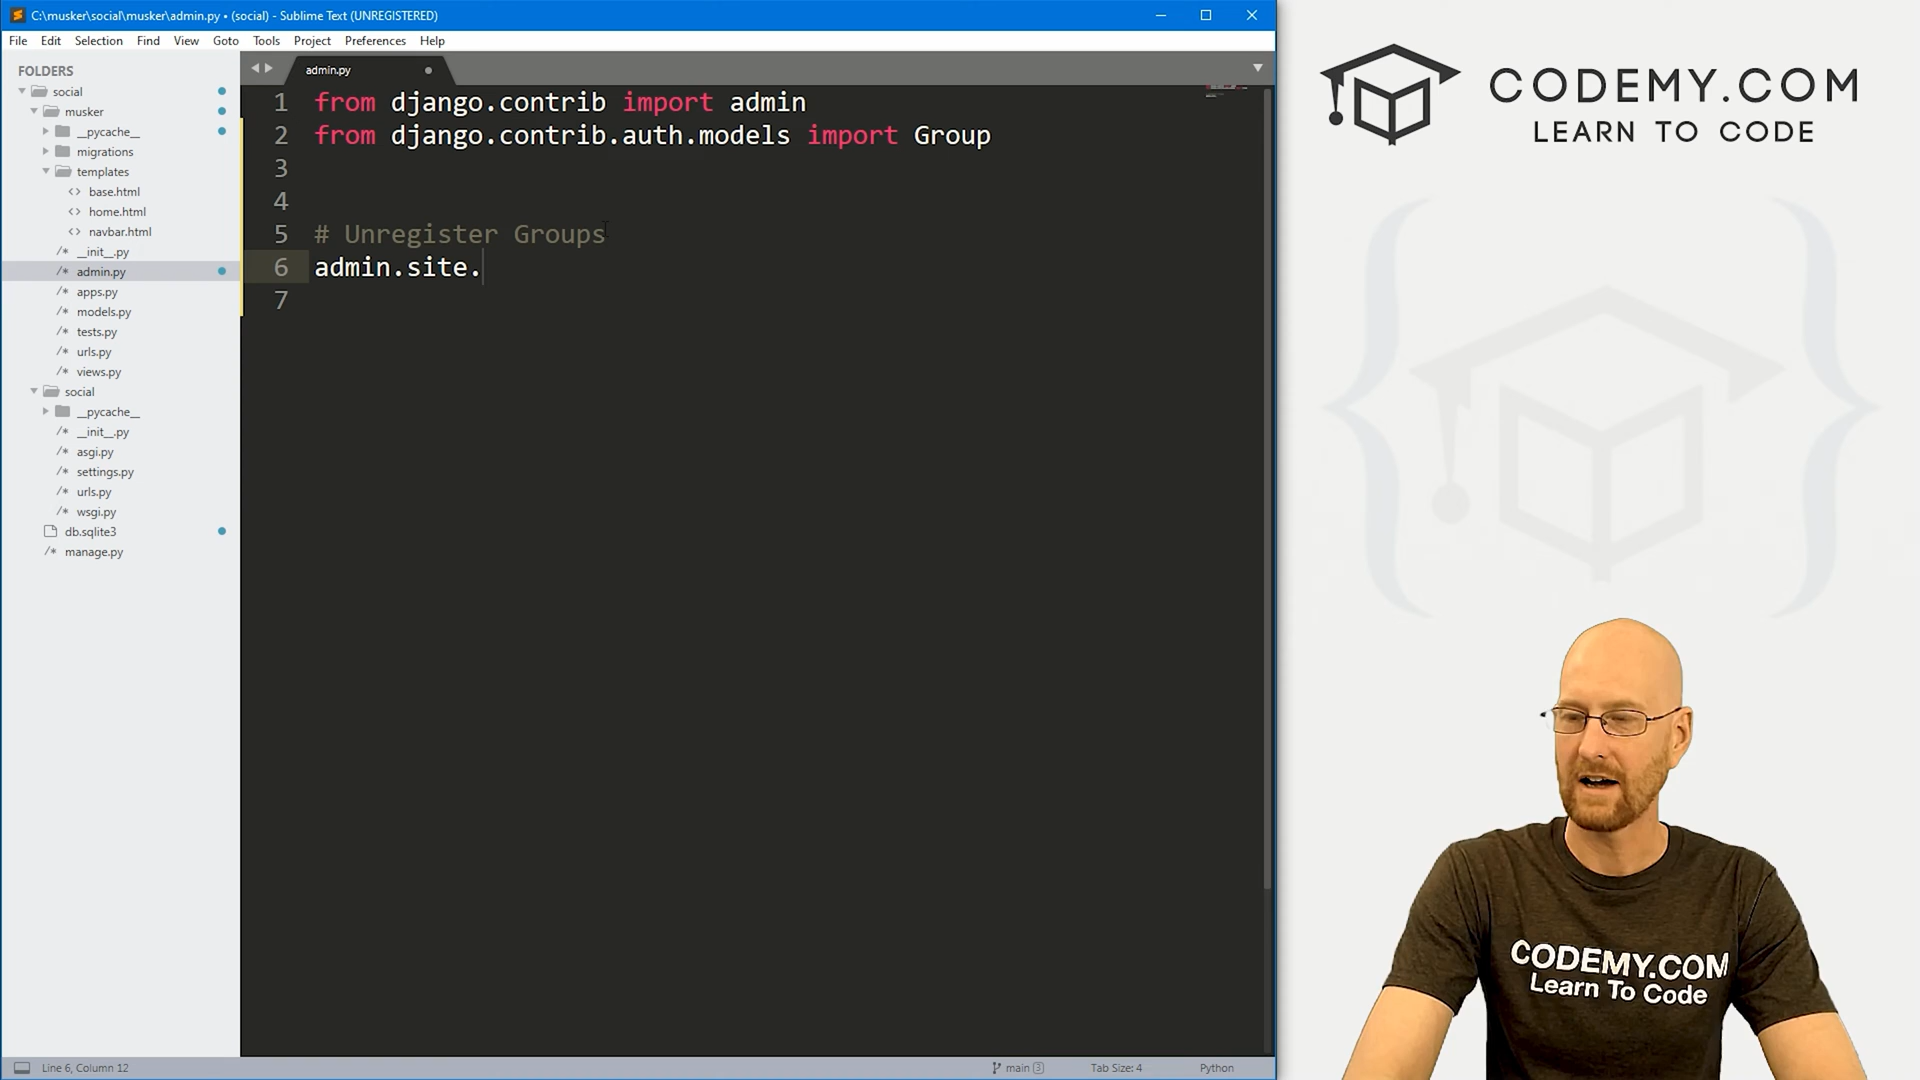 C:\musker\social\musker\admin.py • (social) - Sublime Text (UNREGISTERED)
File Edit Selection Find View Goto Tools Project Preferences Help
FOLDERS
social
musker
__pycache__
migrations
templates
<> base.html
<> home.html
<> navbar.html
/* __init__.py
/* admin.py
/* apps.py
/* models.py
/* tests.py
/* urls.py
/* views.py
social
__pycache__
/* __init__.py
/* asgi.py
/* settings.py
/* urls.py
/* wsgi.py
db.sqlite3
/* manage.py
admin.py
1 from django.contrib import admin
2 from django.contrib.auth.models import Group
3
4
5 # Unregister Groups
6 admin.site.
7
Line 6, Column 12
main 3
Tab Size: 4
Python
CODEMY.COM
LEARN TO CODE
CODEMY.COM
Learn To Code